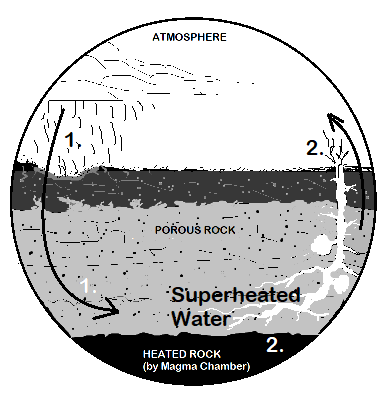 ATMOSPHERE
1.
2.
POROUS ROCK
1.
Superheated
Water
2.
HEATED ROCK
(by Magma Chamber)